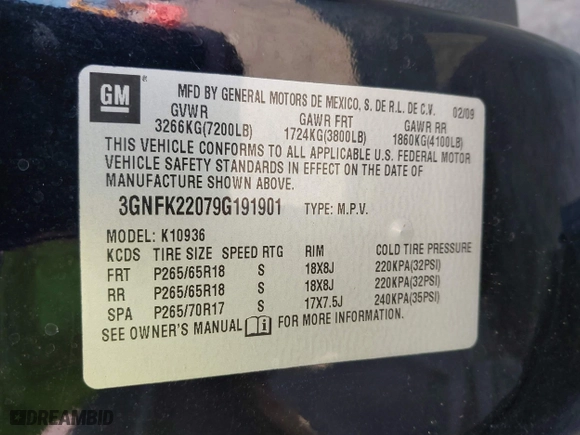 GM ®
MFD BY GENERAL MOTORS DE MEXICO, S. DE R.L. DE C.V. 02/09
GVWR GAWR FRT GAWR RR
3266KG(7200LB) 1724KG(3800LB) 1860KG(4100LB)
THIS VEHICLE CONFORMS TO ALL APPLICABLE U.S. FEDERAL MOTOR
VEHICLE SAFETY STANDARDS IN EFFECT ON THE DATE OF
MANUFACTURE SHOWN ABOVE.
3GNFK22079G191901 TYPE: M.P.V.
MODEL: K10936
KCDS TIRE SIZE SPEED RTG RIM COLD TIRE PRESSURE
FRT P265/65R18 S 18X8J 220KPA(32PSI)
RR P265/65R18 S 18X8J 220KPA(32PSI)
SPA P265/70R17 S 17X7.5J 240KPA(35PSI)
SEE OWNER'S MANUAL FOR MORE INFORMATION.
DREAMBID